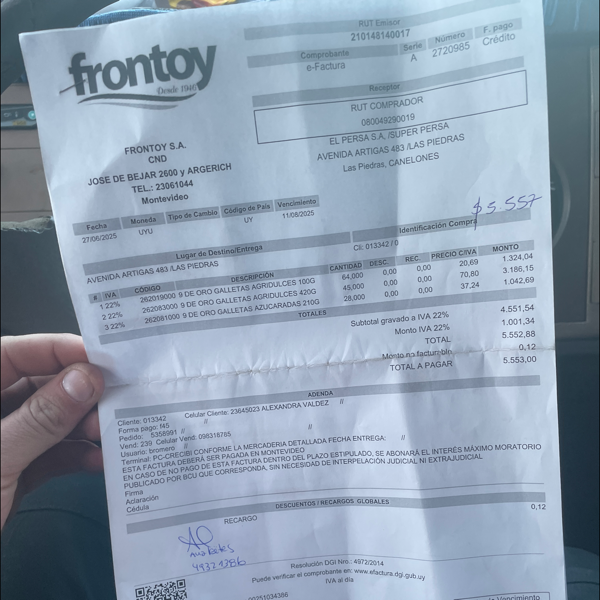 frontoy
Desde 1940
RUT Emisor
210148140017
Comprobante Serie Número F. pago
e-Factura A 2720985 Crédito
Receptor
RUT COMPRADOR
080049290019
FRONTOY S.A.
CND
JOSE DE BEJAR 2600 y ARGERICH
TEL.: 23061044
Montevideo
EL PERSA S.A. /SUPER PERSA
AVENIDA ARTIGAS 483 /LAS PIEDRAS
Las Piedras, CANELONES
Fecha Moneda Tipo de Cambio Código de País Vencimiento
27/06/2025 UYU UY 11/08/2025
$5.557
Identificación Compra
Lugar de Destino/Entrega
Cli: 013342 / 0
AVENIDA ARTIGAS 483 /LAS PIEDRAS
# IVA CÓDIGO DESCRIPCIÓN CANTIDAD DESC. REC. PRECIO C/IVA MONTO
1 22% 262019000 9 DE ORO GALLETAS AGRIDULCES 100G 64,000 0,00 0,00 20,69 1.324,04
2 22% 262083000 9 DE ORO GALLETAS AGRIDULCES 420G 45,000 0,00 0,00 70,80 3.186,15
3 22% 262081000 9 DE ORO GALLETAS AZUCARADAS 210G 28,000 0,00 0,00 37,24 1.042,69
TOTALES
Subtotal gravado a IVA 22% 4.551,54
Monto IVA 22% 1.001,34
TOTAL 5.552,88
Monto no facturable 0,12
TOTAL A PAGAR 5.553,00
ADENDA
Cliente: 013342 Celular Cliente: 23645023 ALEXANDRA VALDEZ //
Forma pago: f45 //
Pedido: 5358991 // //
Vend: 239 Celular Vend: 098318785
Usuario: bromero //
Terminal: PC-CRECIBI CONFORME LA MERCADERIA DETALLADA FECHA ENTREGA: //
ESTA FACTURA DEBERÁ SER PAGADA EN MONTEVIDEO
EN CASO DE NO PAGO DE ESTA FACTURA DENTRO DEL PLAZO ESTIPULADO, SE ABONARÁ EL INTERÉS MÁXIMO MORATORIO
PUBLICADO POR BCU QUE CORRESPONDA, SIN NECESIDAD DE INTERPELACIÓN JUDICIAL NI EXTRAJUDICIAL
Firma
Aclaración
Cédula
DESCUENTOS / RECARGOS GLOBALES
RECARGO 0,12
Resolución DGI Nro.: 4972/2014
Puede verificar el comprobante en: www.efactura.dgi.gub.uy
IVA al día
Vencimiento